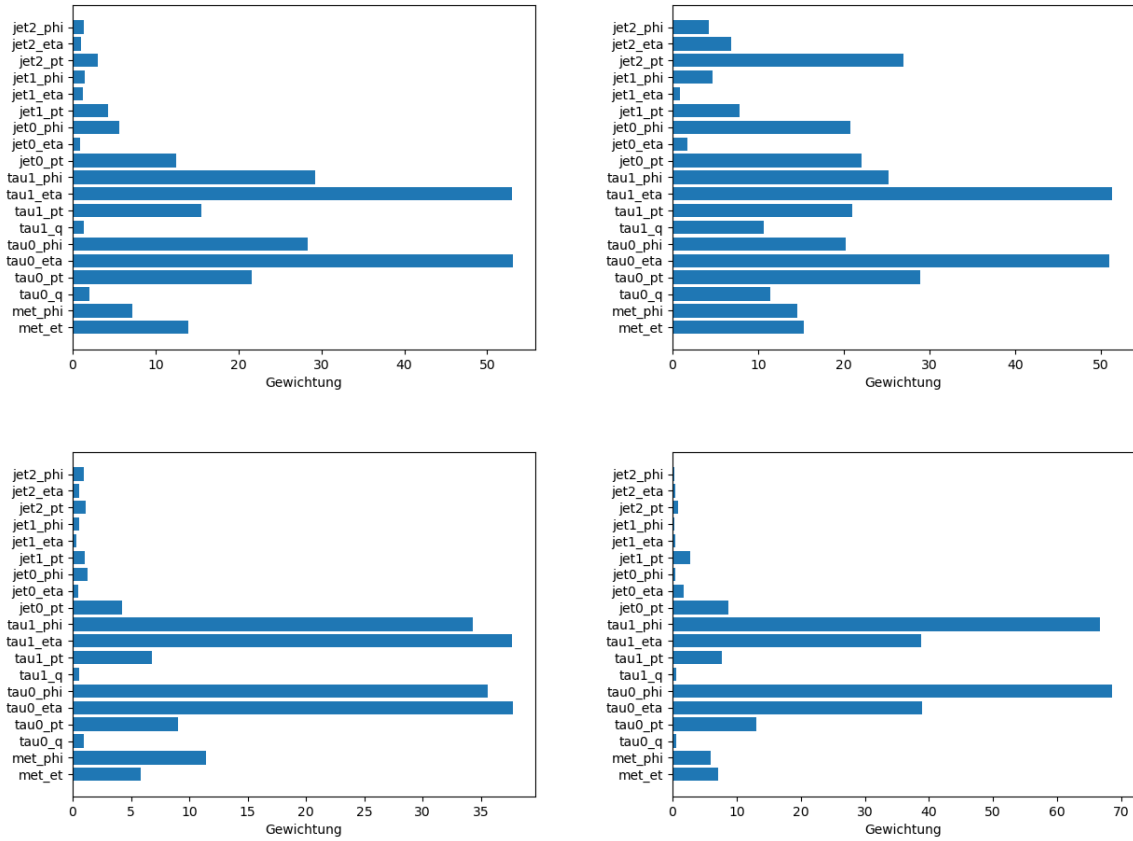 jet2_phi
jet2_eta
jet2_pt
jet1_phi
jet1_eta
jet1_pt
jet0_phi
jet0_eta
jet0_pt
tau1_phi
tau1_eta
tau1_pt
tau1_q
tau0_phi
tau0_eta
tau0_pt
tau0_q
met_phi
met_et
0 10 20 30 40 50
Gewichtung
jet2_phi
jet2_eta
jet2_pt
jet1_phi
jet1_eta
jet1_pt
jet0_phi
jet0_eta
jet0_pt
tau1_phi
tau1_eta
tau1_pt
tau1_q
tau0_phi
tau0_eta
tau0_pt
tau0_q
met_phi
met_et
0 10 20 30 40 50
Gewichtung
jet2_phi
jet2_eta
jet2_pt
jet1_phi
jet1_eta
jet1_pt
jet0_phi
jet0_eta
jet0_pt
tau1_phi
tau1_eta
tau1_pt
tau1_q
tau0_phi
tau0_eta
tau0_pt
tau0_q
met_phi
met_et
0 5 10 15 20 25 30 35
Gewichtung
jet2_phi
jet2_eta
jet2_pt
jet1_phi
jet1_eta
jet1_pt
jet0_phi
jet0_eta
jet0_pt
tau1_phi
tau1_eta
tau1_pt
tau1_q
tau0_phi
tau0_eta
tau0_pt
tau0_q
met_phi
met_et
0 10 20 30 40 50 60 70
Gewichtung